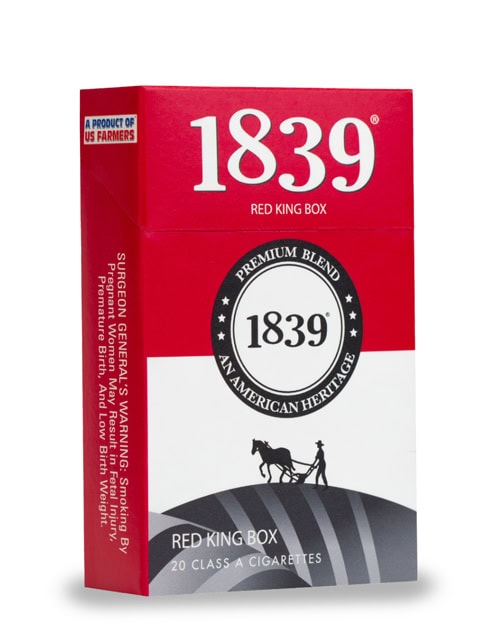 A PRODUCT OF
US FARMERS
SURGEON GENERAL'S WARNING: Smoking By
Pregnant Women May Result in Fetal Injury,
Premature Birth, And Low Birth Weight.
1839®
RED KING BOX
PREMIUM BLEND
1839®
AN AMERICAN HERITAGE
RED KING BOX
20 CLASS A CIGARETTES